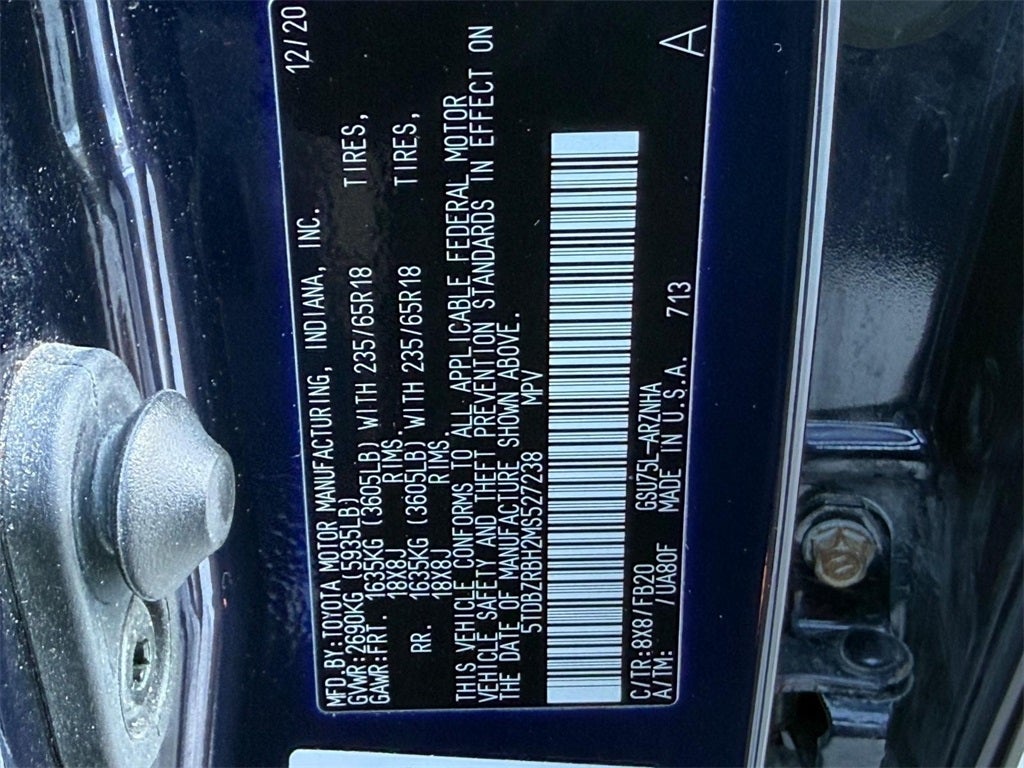 MFD.BY:TOYOTA MOTOR MANUFACTURING, INDIANA, INC. 12/20
GVWR:2690KG (5935LB)
GAWR:FRT. 1635KG (3605LB) WITH 235/65R18 TIRES,
18X8J RIMS.
RR. 1635KG (3605LB) WITH 235/65R18 TIRES,
18X8J RIMS.
THIS VEHICLE CONFORMS TO ALL APPLICABLE FEDERAL MOTOR
VEHICLE SAFETY AND THEFT PREVENTION STANDARDS IN EFFECT ON
THE DATE OF MANUFACTURE SHOWN ABOVE.
5TDBZRBH2MS527238 MPV
C/TR:8X8/FB20 GSU75L-ARZNHA
A/TM: /UA80F MADE IN U.S.A. 713 A